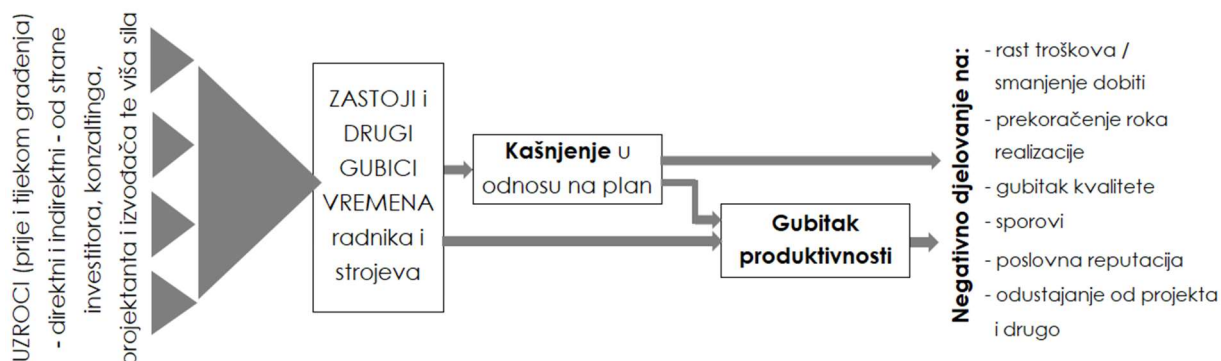 UZROCI (prije i tijekom građenja)
- direktni i indirektni - od strane
investitora, konzaltinga,
projektanta i izvođača te viša sila
ZASTOJI i
DRUGI
GUBICI
VREMENA
radnika i
strojeva
Kašnjenje u
odnosu na plan
Gubitak
produktivnosti
Negativno djelovanje na:
- rast troškova /
smanjenje dobiti
- prekoračenje roka
realizacije
- gubitak kvalitete
- sporovi
- poslovna reputacija
- odustajanje od projekta
i drugo